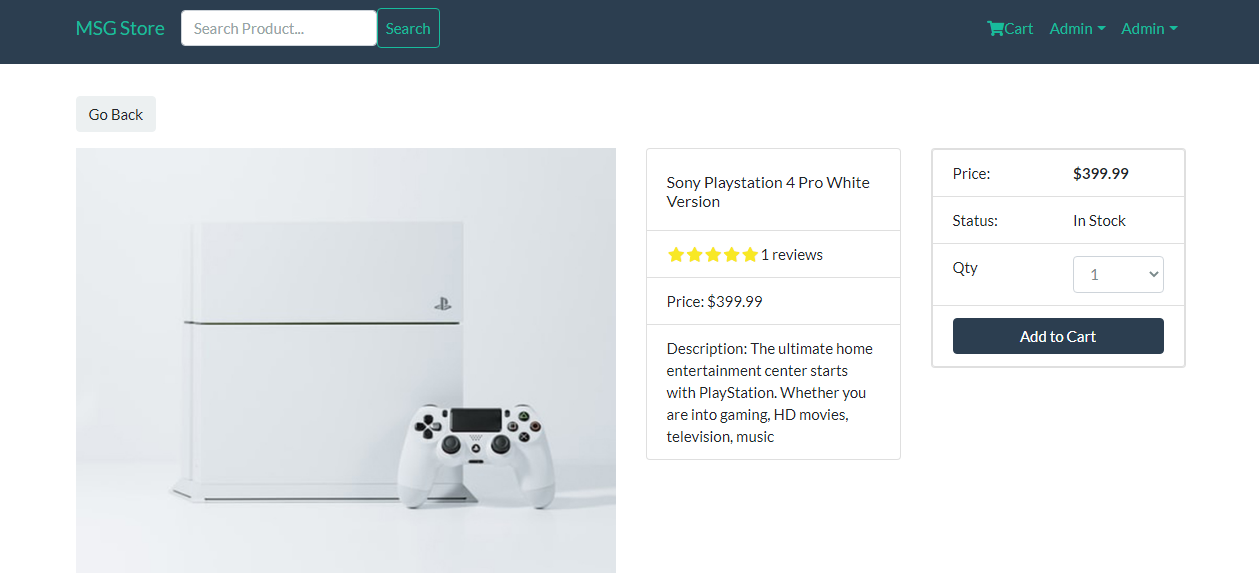 MSG Store Search Product... Search Cart Admin Admin
Go Back
Sony Playstation 4 Pro White
Version
1 reviews
Price: $399.99
Description: The ultimate home
entertainment center starts
with PlayStation. Whether you
are into gaming, HD movies,
television, music
Price: $399.99
Status: In Stock
Qty 1
Add to Cart